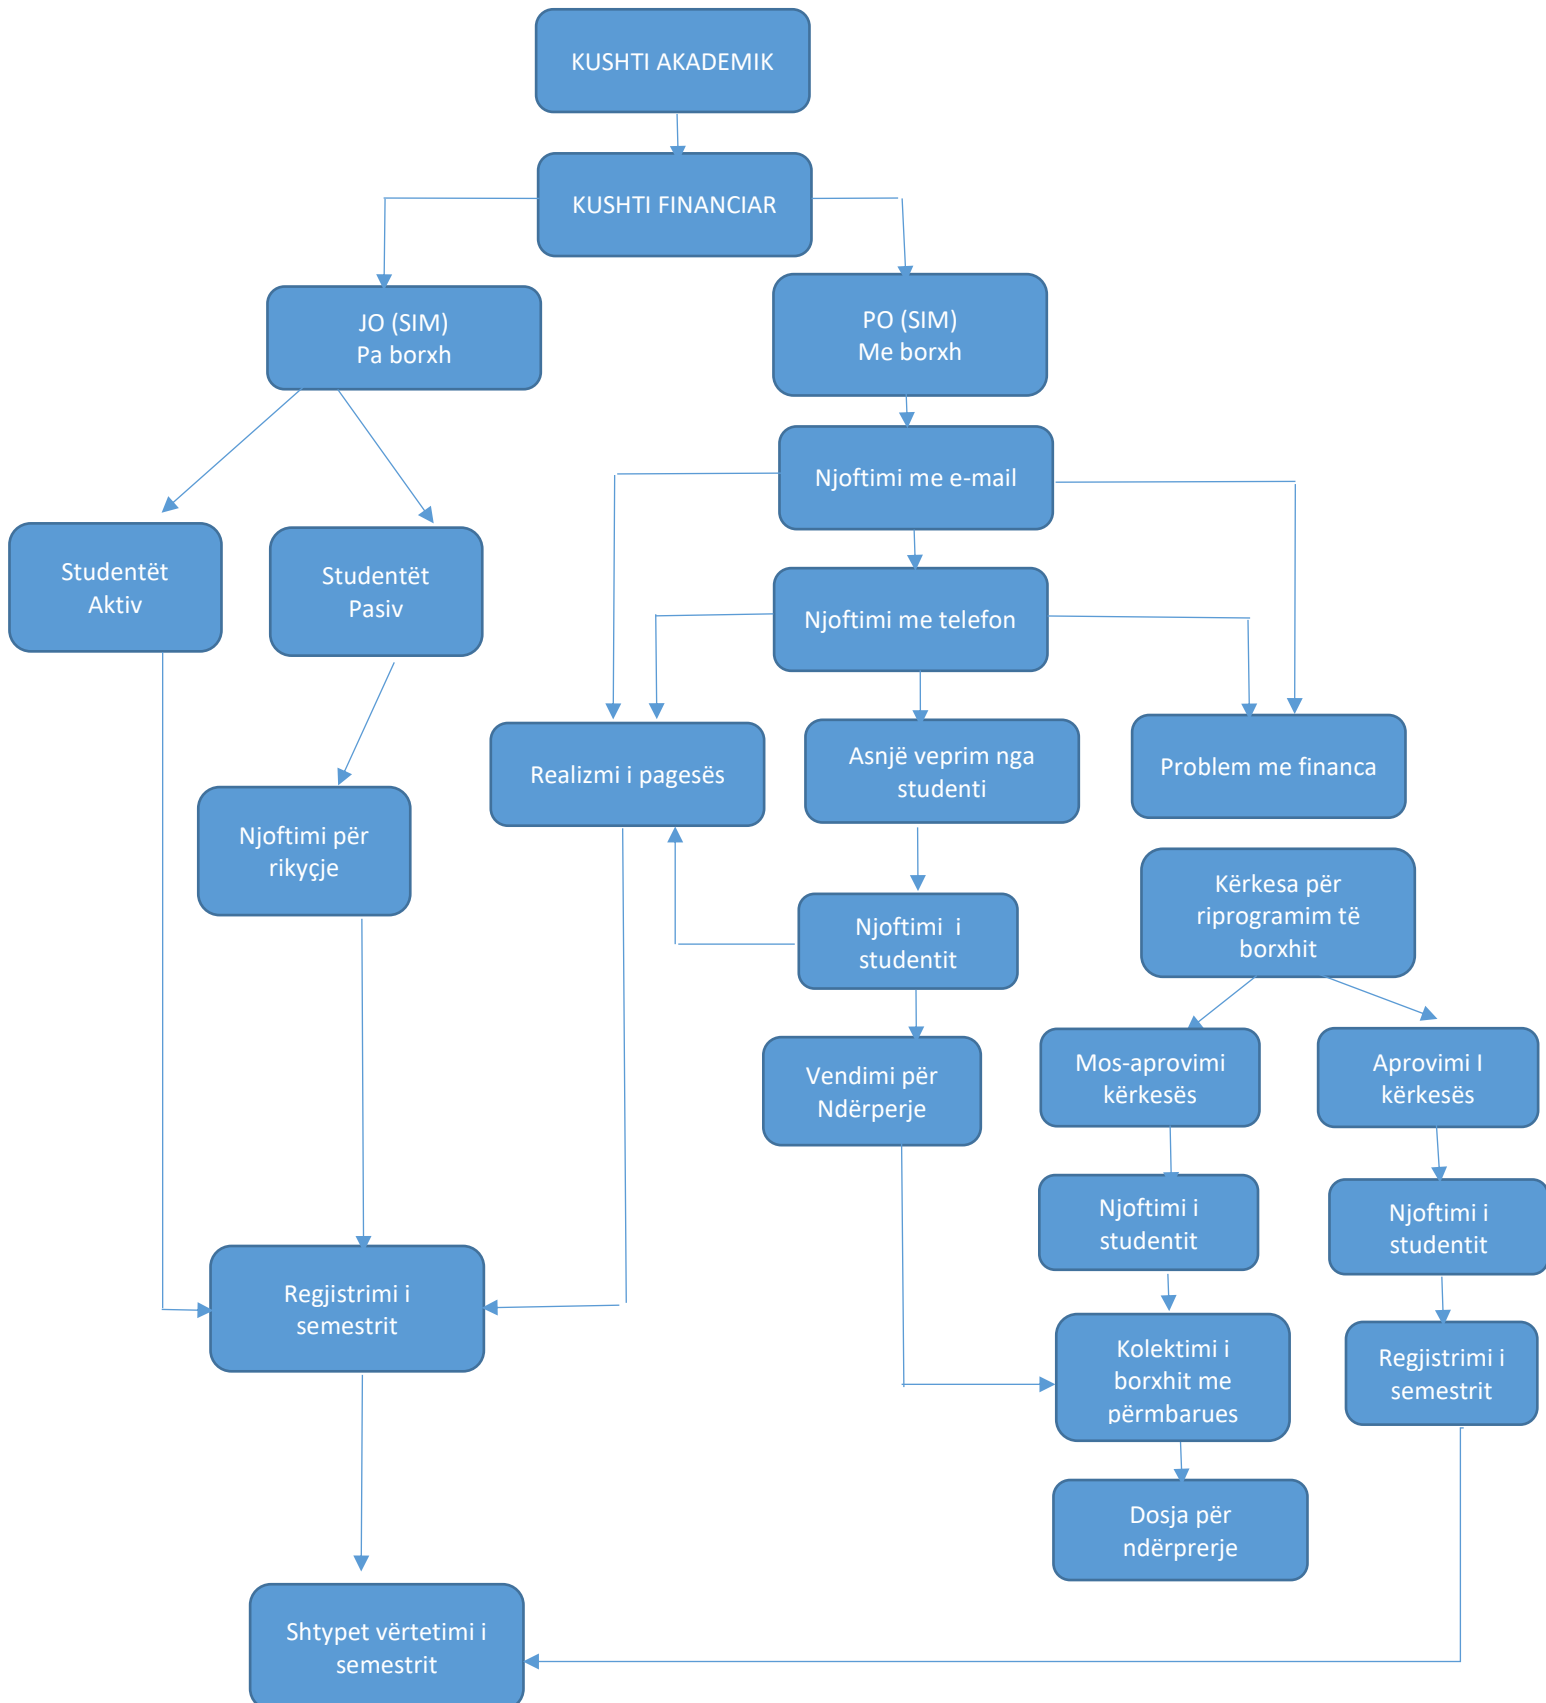 KUSHTI AKADEMIK
KUSHTI FINANCIAR
JO (SIM)
Pa borxh
PO (SIM)
Me borxh
Njoftimi me e-mail
Studentët
Aktiv
Studentët
Pasiv
Njoftimi me telefon
Realizmi i pagesës
Asnjë veprim nga
studenti
Problem me financa
Njoftimi për
rikyçje
Njoftimi i
studentit
Kërkesa për
riprogramim të
borxhit
Vendimi për
Ndërperje
Mos-aprovimi
kërkesës
Aprovimi I
kërkesës
Njoftimi i
studentit
Njoftimi i
studentit
Regjistrimi i
semestrit
Kolektimi i
borxhit me
përmbarues
Regjistrimi i
semestrit
Dosja për
ndërprerje
Shtypet vërtetimi i
semestrit